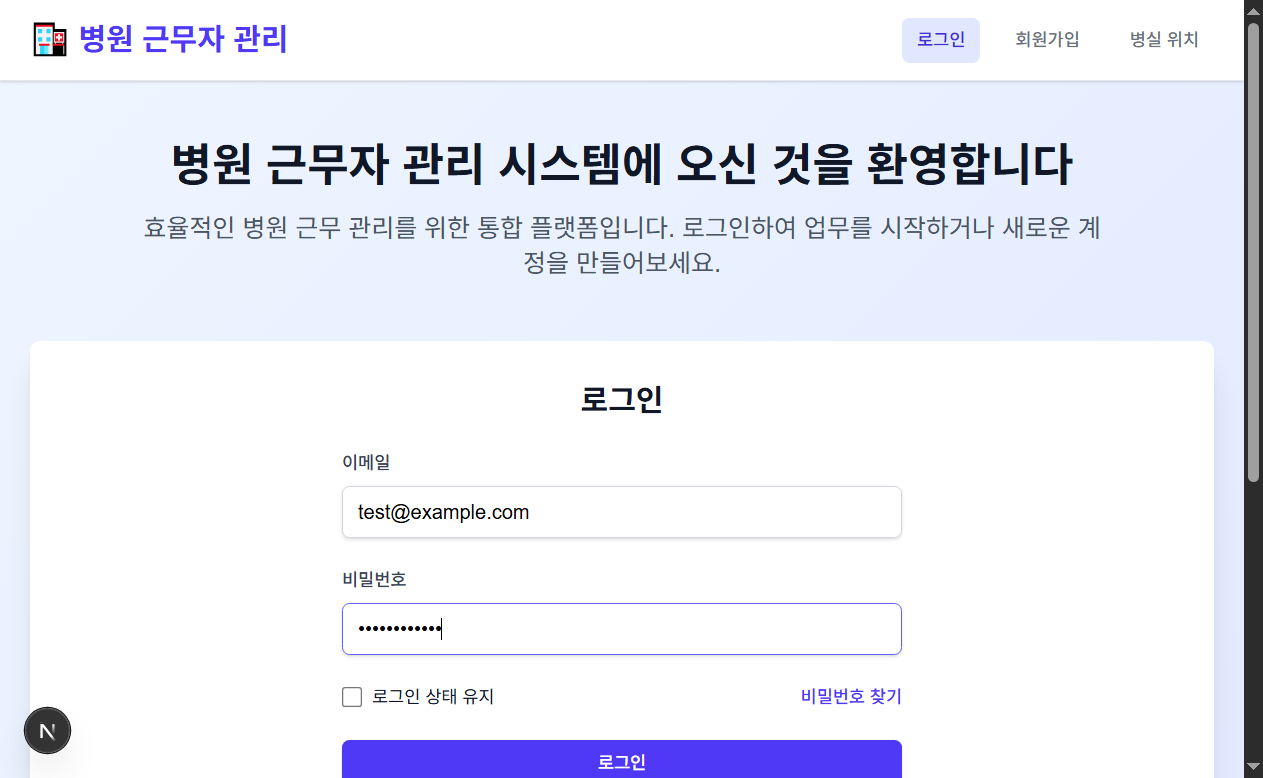 병원 근무자 관리
로그인
회원가입
병실 위치
병원 근무자 관리 시스템에 오신 것을 환영합니다
효율적인 병원 근무 관리를 위한 통합 플랫폼입니다. 로그인하여 업무를 시작하거나 새로운 계
정을 만들어보세요.
로그인
이메일
test@example.com
비밀번호
••••••••••••
로그인 상태 유지
비밀번호 찾기
N
로그인